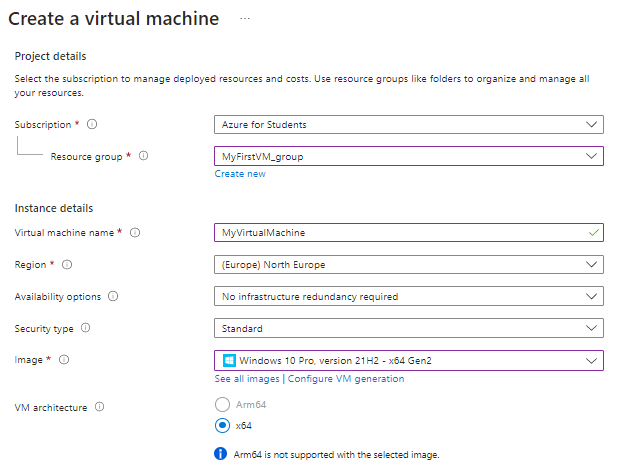 Create a virtual machine ...
Project details
Select the subscription to manage deployed resources and costs. Use resource groups like folders to organize and manage all
your resources.
Subscription * Azure for Students
Resource group * MyFirstVM_group
Create new
Instance details
Virtual machine name * MyVirtualMachine
Region * (Europe) North Europe
Availability options No infrastructure redundancy required
Security type Standard
Image * Windows 10 Pro, version 21H2 - x64 Gen2
See all images | Configure VM generation
VM architecture Arm64
x64
Arm64 is not supported with the selected image.